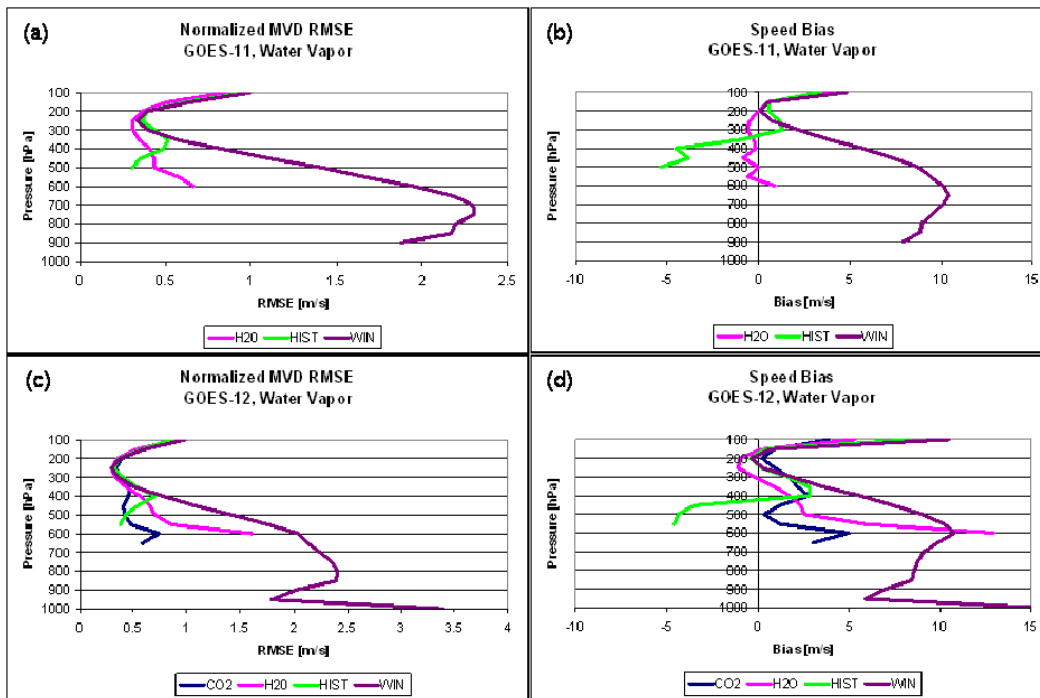 (a)
Normalized MVD RMSE
GOES-11, Water Vapor
100
200
300
400
500
600
700
800
900
1000
Pressure [hPa]
0 0.5 1 1.5 2 2.5
RMSE [m/s]
H20 HIST WIN
(b)
Speed Bias
GOES-11, Water Vapor
100
200
300
400
500
600
700
800
900
1000
Pressure [hPa]
-10 -5 0 5 10 15
Bias [m/s]
H2O HIST WIN
(c)
Normalized MVD RMSE
GOES-12, Water Vapor
100
200
300
400
500
600
700
800
900
1000
Pressure [hPa]
0 0.5 1 1.5 2 2.5 3 3.5 4
RMSE [m/s]
CO2 H20 HIST WIN
(d)
Speed Bias
GOES-12, Water Vapor
100
200
300
400
500
600
700
800
900
1000
Pressure [hPa]
-10 -5 0 5 10 15
Bias [m/s]
CO2 H2O HIST WIN